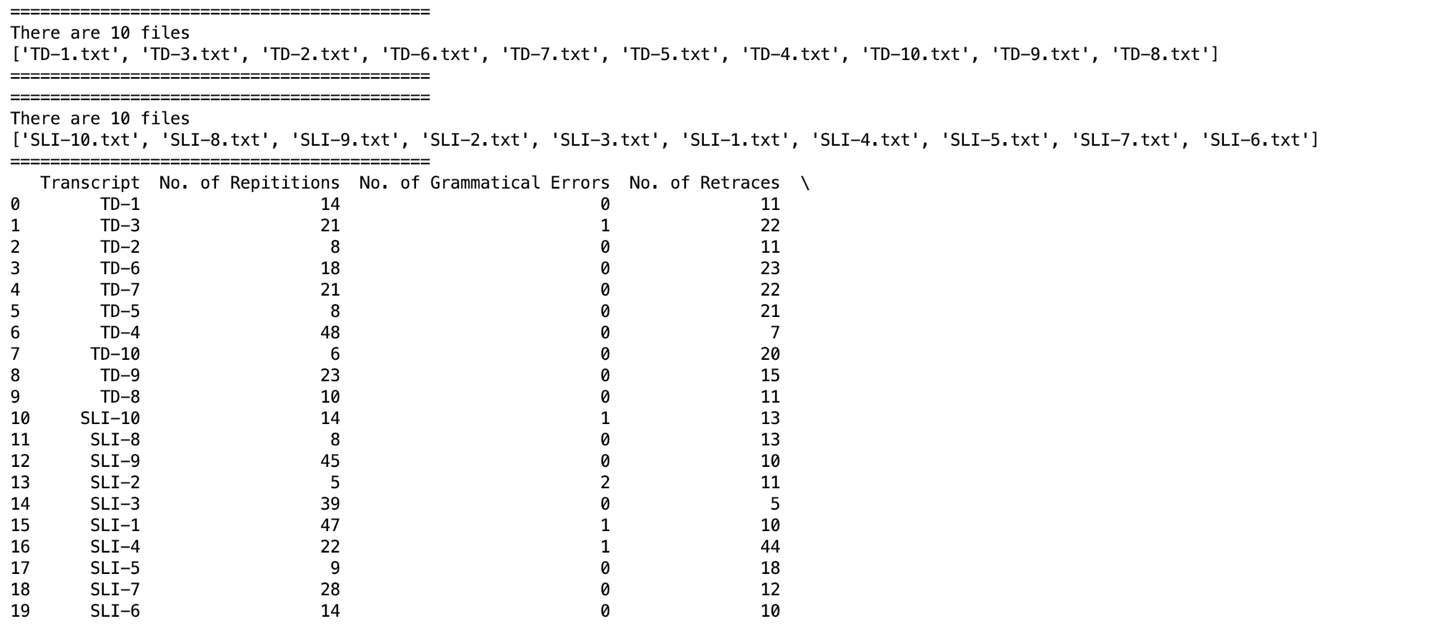 ==========================================
There are 10 files
['TD-1.txt', 'TD-3.txt', 'TD-2.txt', 'TD-6.txt', 'TD-7.txt', 'TD-5.txt', 'TD-4.txt', 'TD-10.txt', 'TD-9.txt', 'TD-8.txt']
==========================================
==========================================
There are 10 files
['SLI-10.txt', 'SLI-8.txt', 'SLI-9.txt', 'SLI-2.txt', 'SLI-3.txt', 'SLI-1.txt', 'SLI-4.txt', 'SLI-5.txt', 'SLI-7.txt', 'SLI-6.txt']
==========================================
   Transcript  No. of Repititions  No. of Grammatical Errors  No. of Retraces  \
0        TD-1                  14                          0               11
1        TD-3                  21                          1               22
2        TD-2                   8                          0               11
3        TD-6                  18                          0               23
4        TD-7                  21                          0               22
5        TD-5                   8                          0               21
6        TD-4                  48                          0                7
7       TD-10                   6                          0               20
8        TD-9                  23                          0               15
9        TD-8                  10                          0               11
10     SLI-10                  14                          1               13
11      SLI-8                   8                          0               13
12      SLI-9                  45                          0               10
13      SLI-2                   5                          2               11
14      SLI-3                  39                          0                5
15      SLI-1                  47                          1               10
16      SLI-4                  22                          1               44
17      SLI-5                   9                          0               18
18      SLI-7                  28                          0               12
19      SLI-6                  14                          0               10